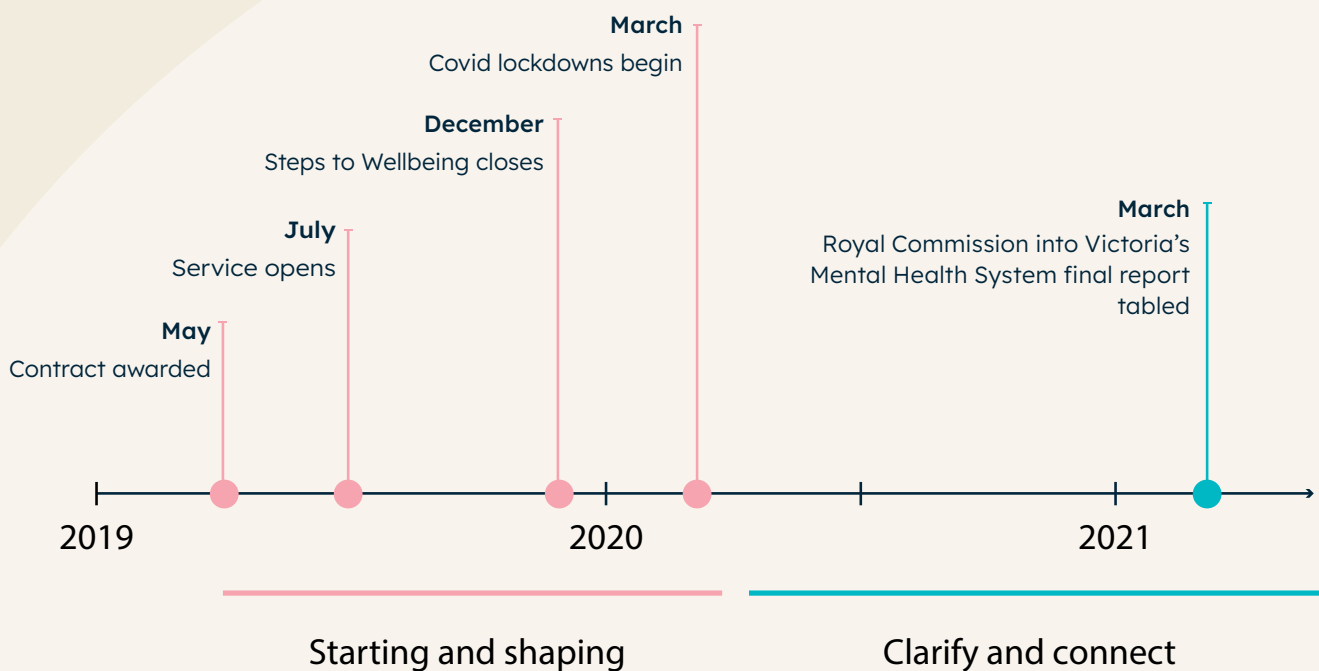 March
Covid lockdowns begin
December
Steps to Wellbeing closes
March
Royal Commission into Victoria’s
Mental Health System final report
tabled
July
Service opens
May
Contract awarded
2019
2020
2021
Starting and shaping
Clarify and connect